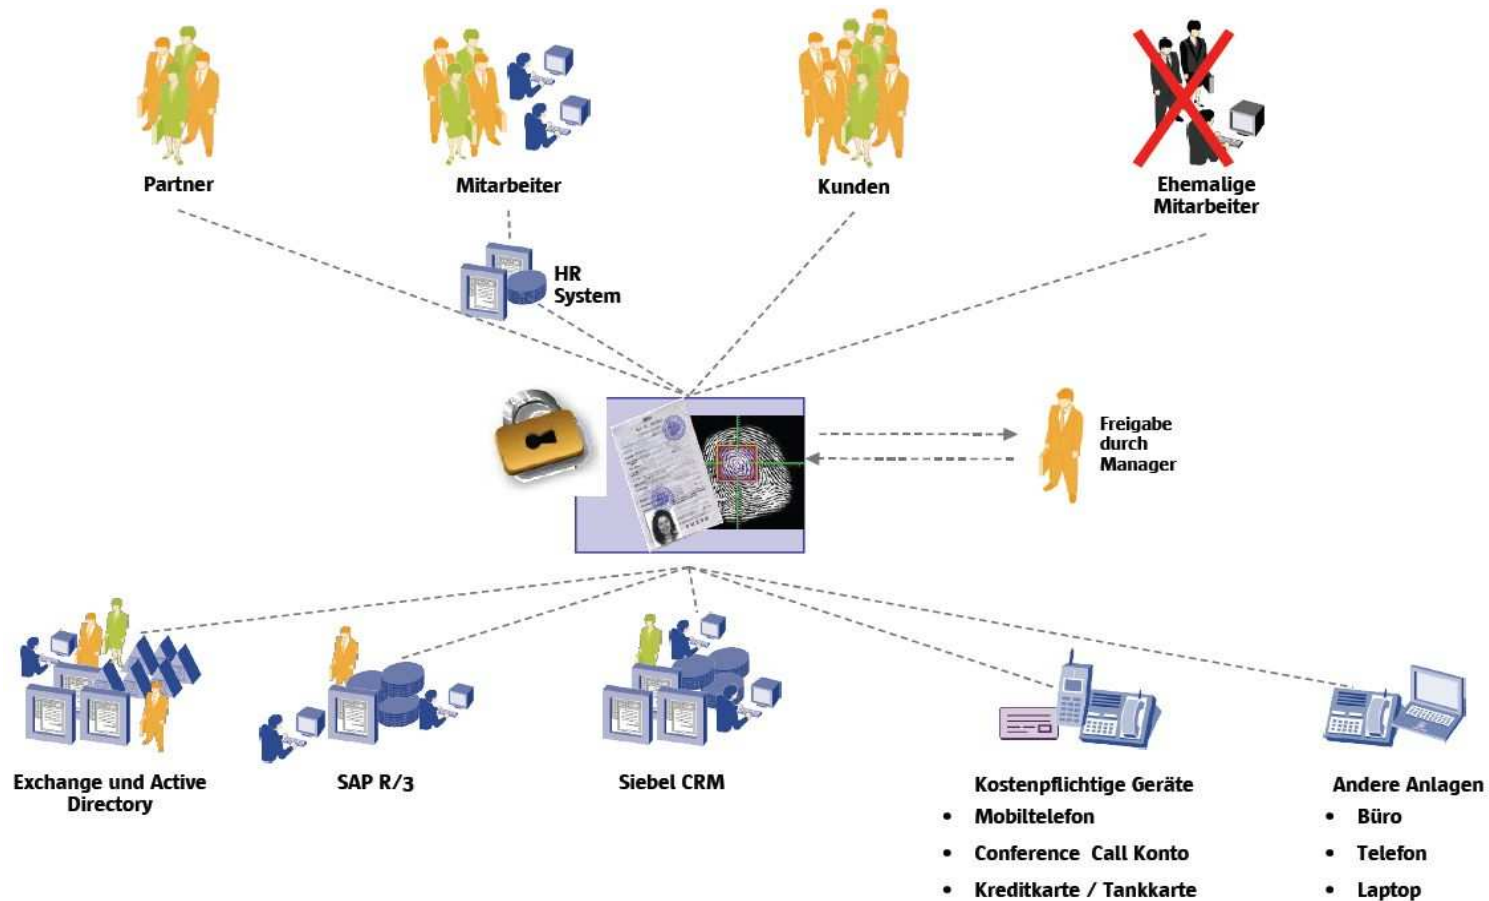 Partner
Mitarbeiter
Kunden
Ehemalige
Mitarbeiter
HR
System
Freigabe
durch
Manager
Exchange und Active
Directory
SAP R/3
Siebel CRM
Kostenpflichtige Geräte
• Mobiltelefon
• Conference Call Konto
• Kreditkarte / Tankkarte
Andere Anlagen
• Büro
• Telefon
• Laptop